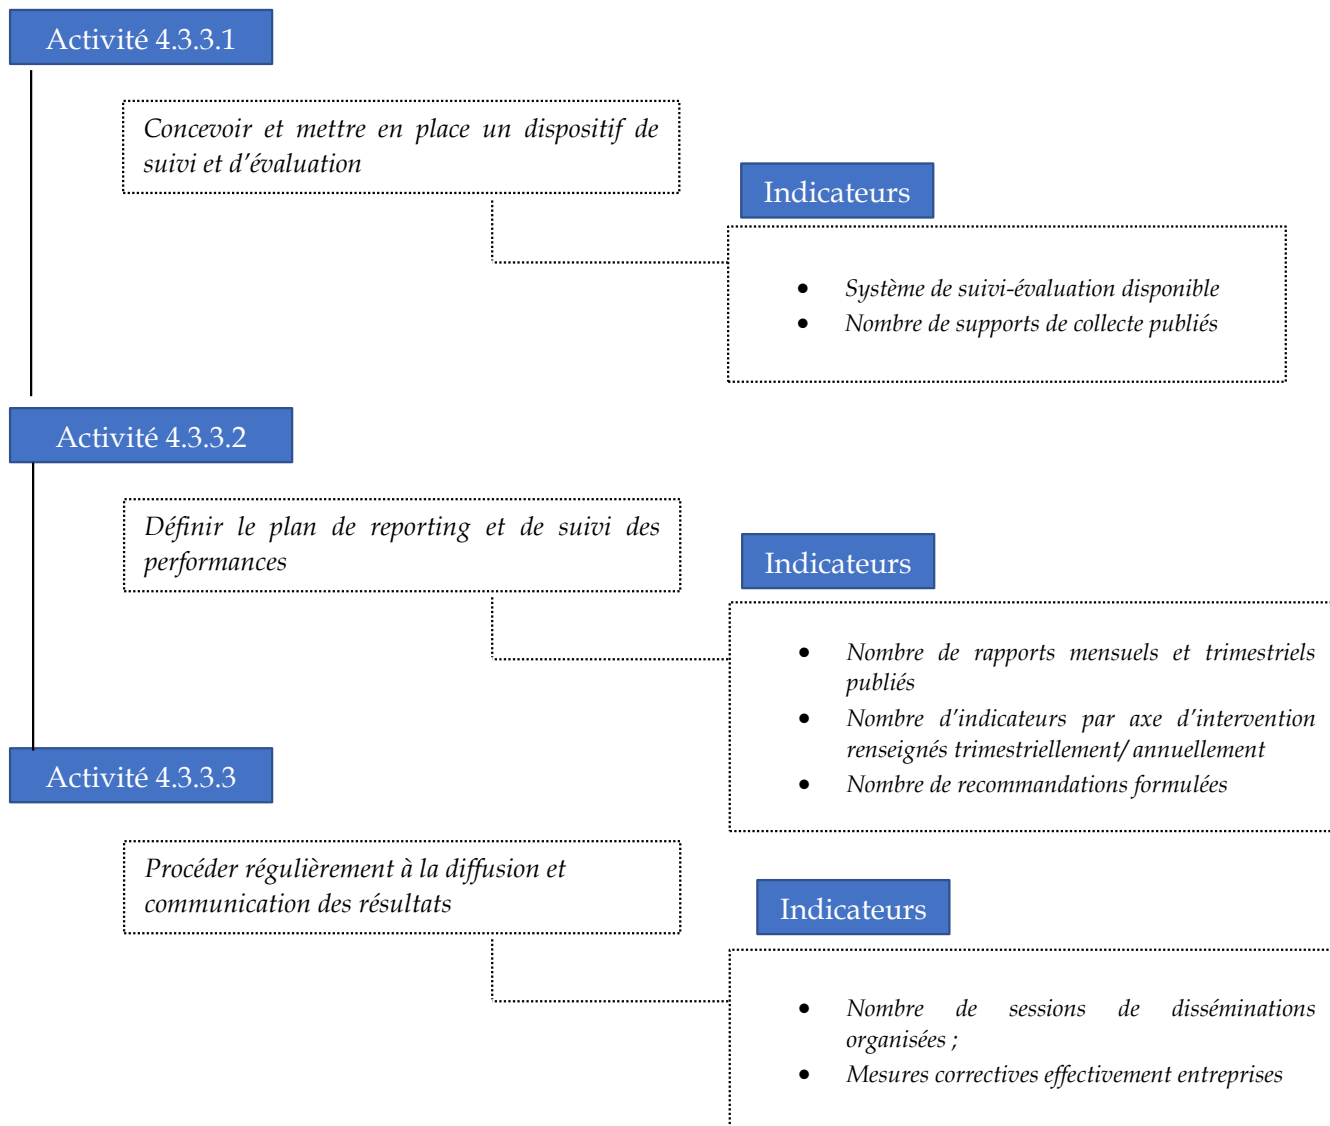 Activité 4.3.3.1
Concevoir et mettre en place un dispositif de
suivi et d’évaluation
Indicateurs
• Système de suivi-évaluation disponible
• Nombre de supports de collecte publiés
Activité 4.3.3.2
Définir le plan de reporting et de suivi des
performances
Indicateurs
• Nombre de rapports mensuels et trimestriels
publiés
• Nombre d’indicateurs par axe d’intervention
renseignés trimestriellement/ annuellement
• Nombre de recommandations formulées
Activité 4.3.3.3
Procéder régulièrement à la diffusion et
communication des résultats
Indicateurs
• Nombre de sessions de disséminations
organisées ;
• Mesures correctives effectivement entreprises